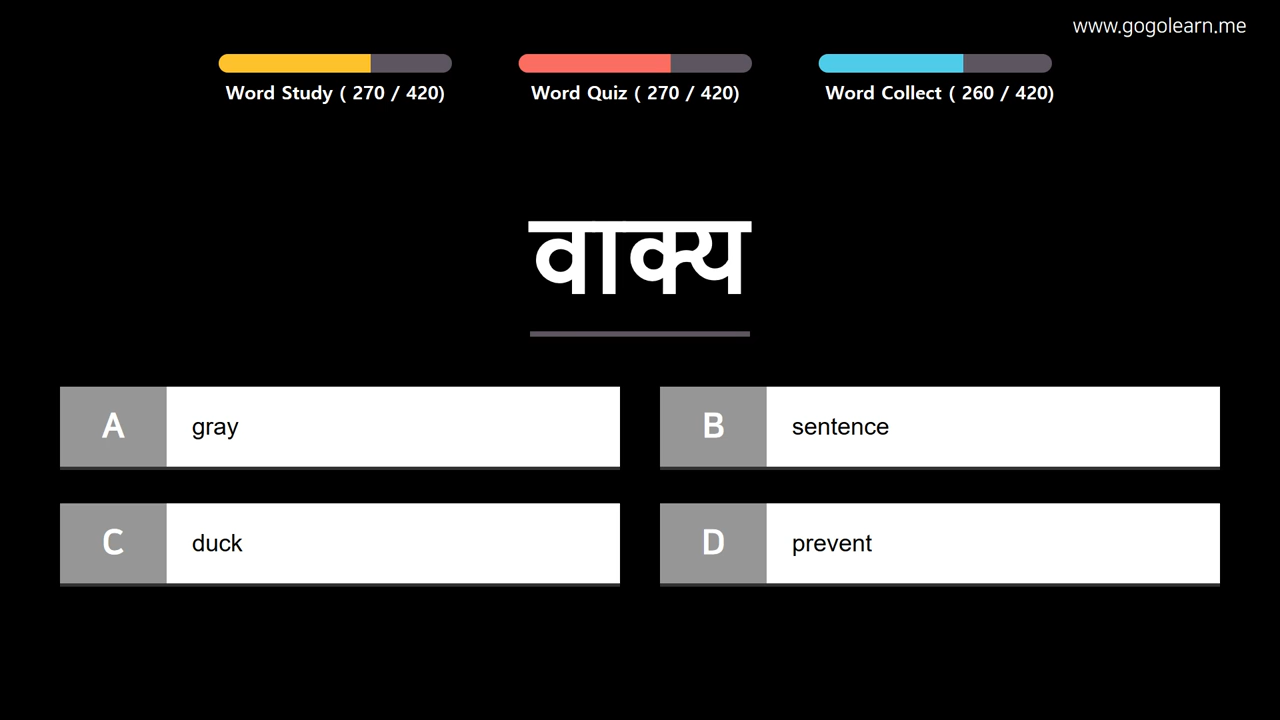 www.gogolearn.me
Word Study ( 270 / 420)
Word Quiz ( 270 / 420)
Word Collect ( 260 / 420)
वाक्य
A gray
B sentence
C duck
D prevent